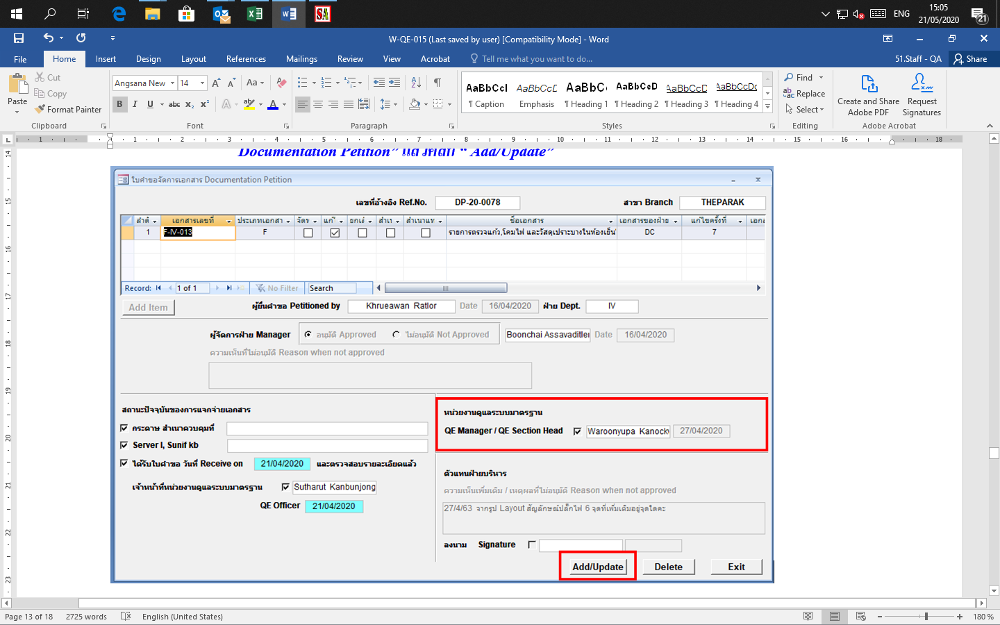 ENG
15:05
21/05/2020
21
W-QE-015 (Last saved by user) [Compatibility Mode] - Word
File Home Insert Design Layout References Mailings Review View Acrobat Tell me what you want to do... 51.Staff - QA Share
Paste
Cut
Copy
Format Painter
Clipboard
Angsana New 14
Font
Paragraph
AaBbCcI AaBbCcDc AaBbCc AaBbCcD AaBbCcDc AaBbCcDc
¶ Caption Emphasis ¶ Heading 1 ¶ Heading 2 ¶ Heading 3 ¶ Heading 4
Styles
Find
Replace
Select
Editing
Create and Share Adobe PDF
Request Signatures
Adobe Acrobat
Documentation Petition” แล้วคลิก “ Add/Update”
ใบคำขอจัดการเอกสาร Documentation Petition
เลขที่อ้างอิง Ref.No. DP-20-0078 สาขา Branch THEPARAK
ลำดั เอกสารเลขที่ ประเภทเอกสา จัดท แก้ไ ยกเลิ สำเ สำเนาแท ชื่อเอกสาร เอกสารของฝ่าย แก้ไขครั้งที่ เอกส
1 F-IV-013 F รายการตรวจแก้ว,โคมไฟ และวัสดุเปราะบางในห้องเย็น DC 7
Record: 1 of 1 No Filter Search
Add Item ผู้ยื่นคำขอ Petitioned by Khrueawan Ratlor Date 16/04/2020 ฝ่าย Dept. IV
ผู้จัดการฝ่าย Manager อนุมัติ Approved ไม่อนุมัติ Not Approved Boonchai Assavaditler Date 16/04/2020
ความเห็นที่ไม่อนุมัติ Reason when not approved
สถานะปัจจุบันของการแจกจ่ายเอกสาร
กระดาษ สำเนาควบคุมที่
Server I, Sunif kb
ได้รับใบคำขอ วันที่ Receive on 21/04/2020 และตรวจสอบรายละเอียดแล้ว
เจ้าหน้าที่หน่วยงานดูแลระบบมาตรฐาน Sutharut Kanbunjong
QE Officer 21/04/2020
หน่วยงานดูแลระบบมาตรฐาน
QE Manager / QE Section Head Waroonyupa Kanocky 27/04/2020
ตัวแทนฝ่ายบริหาร
ความเห็นเพิ่มเติม / เหตุผลที่ไม่อนุมัติ Reason when not approved
27/4/63 จากรูป Layout สัญลักษณ์ปลั๊กไฟ 6 จุดที่เพิ่มเติมอยู่จุดใดคะ
ลงนาม Signature
Add/Update Delete Exit
Page 13 of 18 2725 words English (United States) 180 %